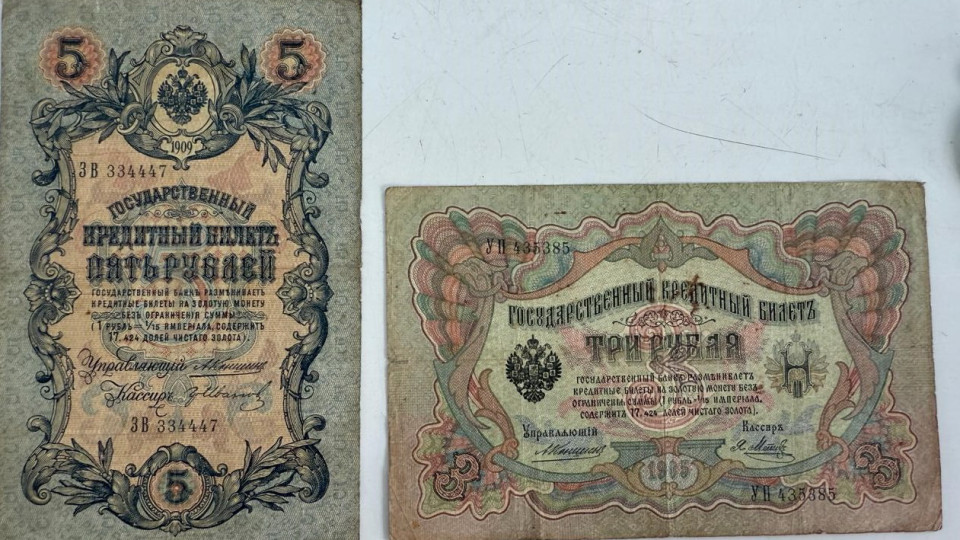 5 5
1909
ЗВ 334447
ГОСУДАРСТВЕННЫЙ
КРЕДИТНЫЙ БИЛЕТЪ
ПЯТЬ РУБЛЕЙ
ГОСУДАРСТВЕННЫЙ БАНКЪ РАЗМѢНИВАЕТЪ
КРЕДИТНЫЕ БИЛЕТЫ НА ЗОЛОТУЮ МОНЕТУ
БЕЗЪ ОГРАНИЧЕНІЯ СУММЫ
(1 РУБЛЬ = 1/15 ИМПЕРІАЛА, СОДЕРЖИТЪ
17,424 ДОЛЕЙ ЧИСТАГО ЗОЛОТА).
Управляющій
Кассиръ
ЗВ 334447
5
УН 435385
ГОСУДАРСТВЕННЫЙ КРЕДИТНЫЙ БИЛЕТЪ
ТРИ РУБЛЯ
ГОСУДАРСТВЕННЫЙ БАНКЪ РАЗМѢНИВАЕТЪ
КРЕДИТНЫЕ БИЛЕТЫ НА ЗОЛОТУЮ МОНЕТУ БЕЗЪ
ОГРАНИЧЕНІЯ СУММЫ (1 РУБЛЬ = 1/15 ИМПЕРІАЛА,
СОДЕРЖИТЪ 17,424 ДОЛЕЙ ЧИСТАГО ЗОЛОТА).
Управляющій Кассиръ
3 1905 3
УН 435385